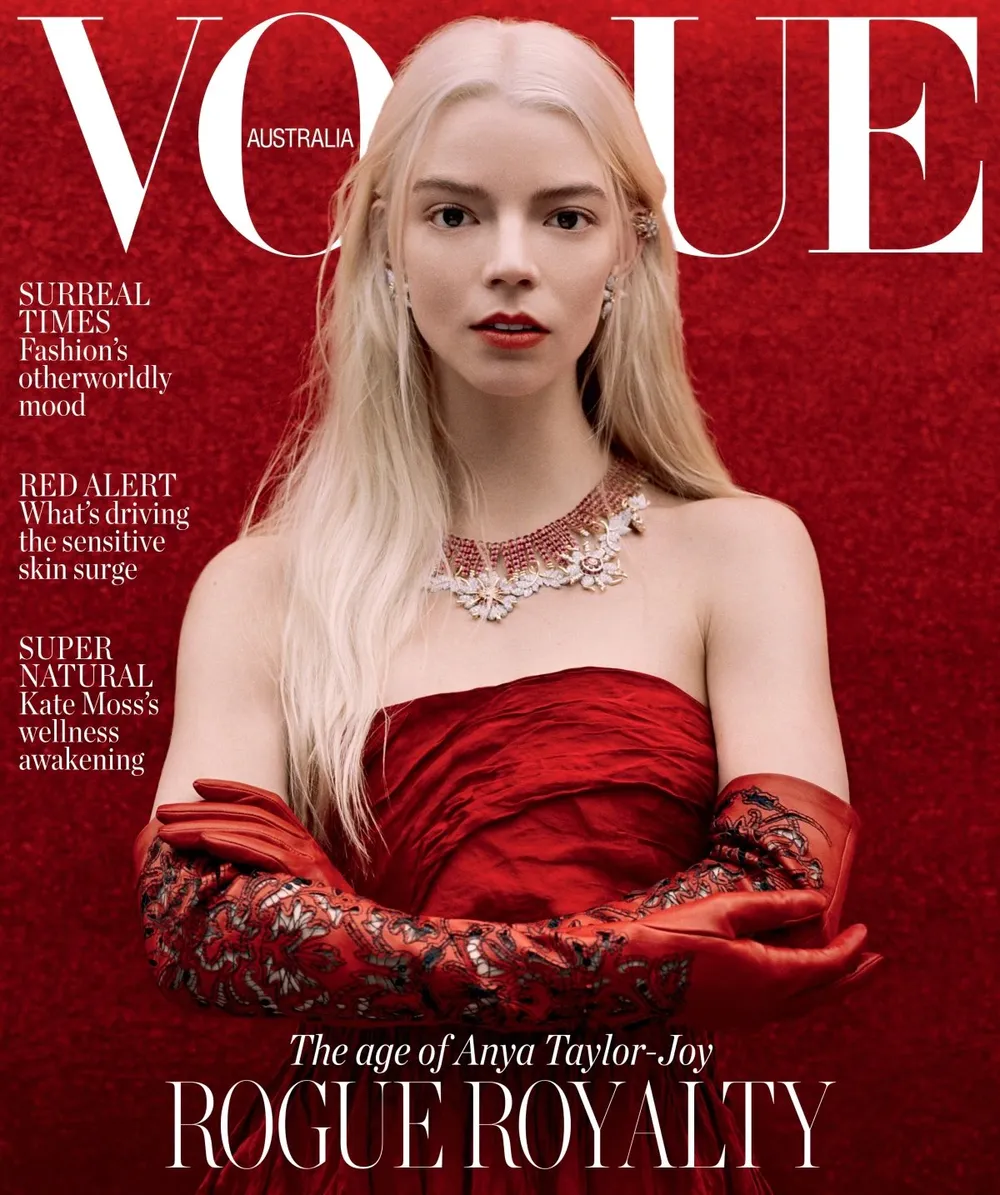 VOGUE
AUSTRALIA
SURREAL
TIMES
Fashion's
otherworldly
mood
RED ALERT
What's driving
the sensitive
skin surge
SUPER
NATURAL
Kate Moss's
wellness
awakening
The age of Anya Taylor-Joy
ROGUE ROYALTY